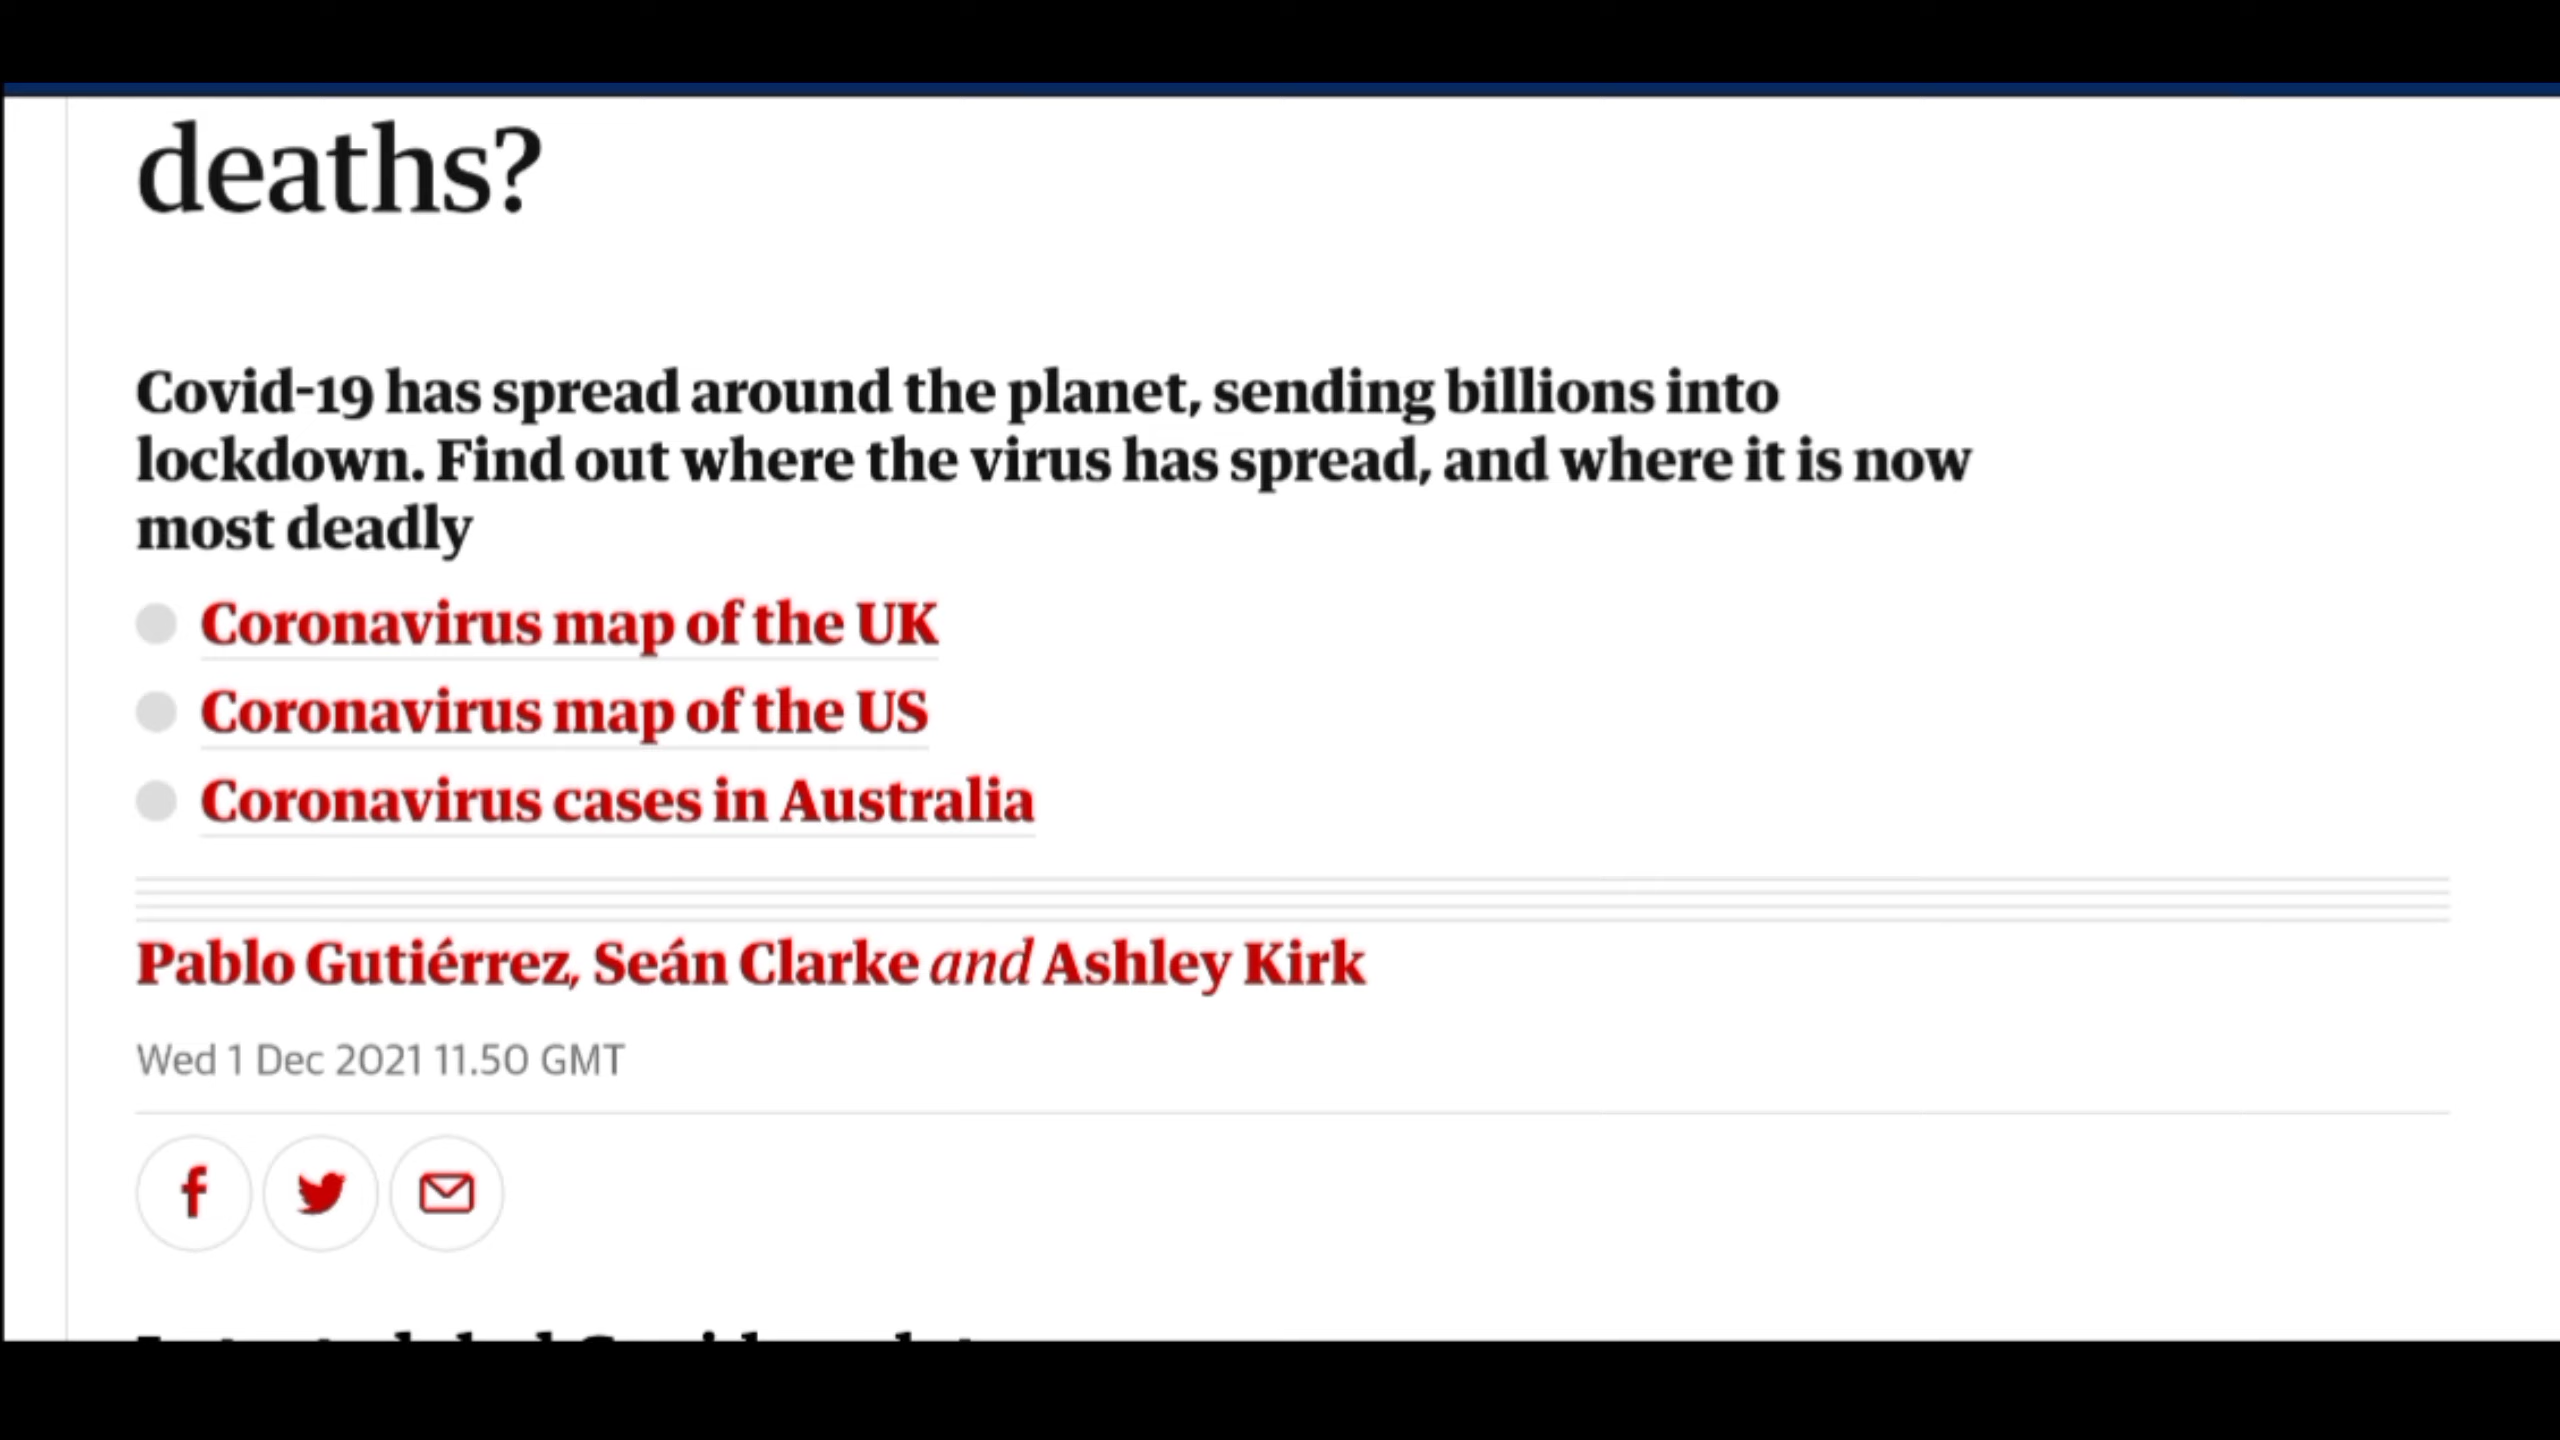 deaths?
Covid-19 has spread around the planet, sending billions into
lockdown. Find out where the virus has spread, and where it is now
most deadly
Coronavirus map of the UK
Coronavirus map of the US
Coronavirus cases in Australia
Pablo Gutiérrez, Seán Clarke and Ashley Kirk
Wed 1 Dec 2021 11.50 GMT